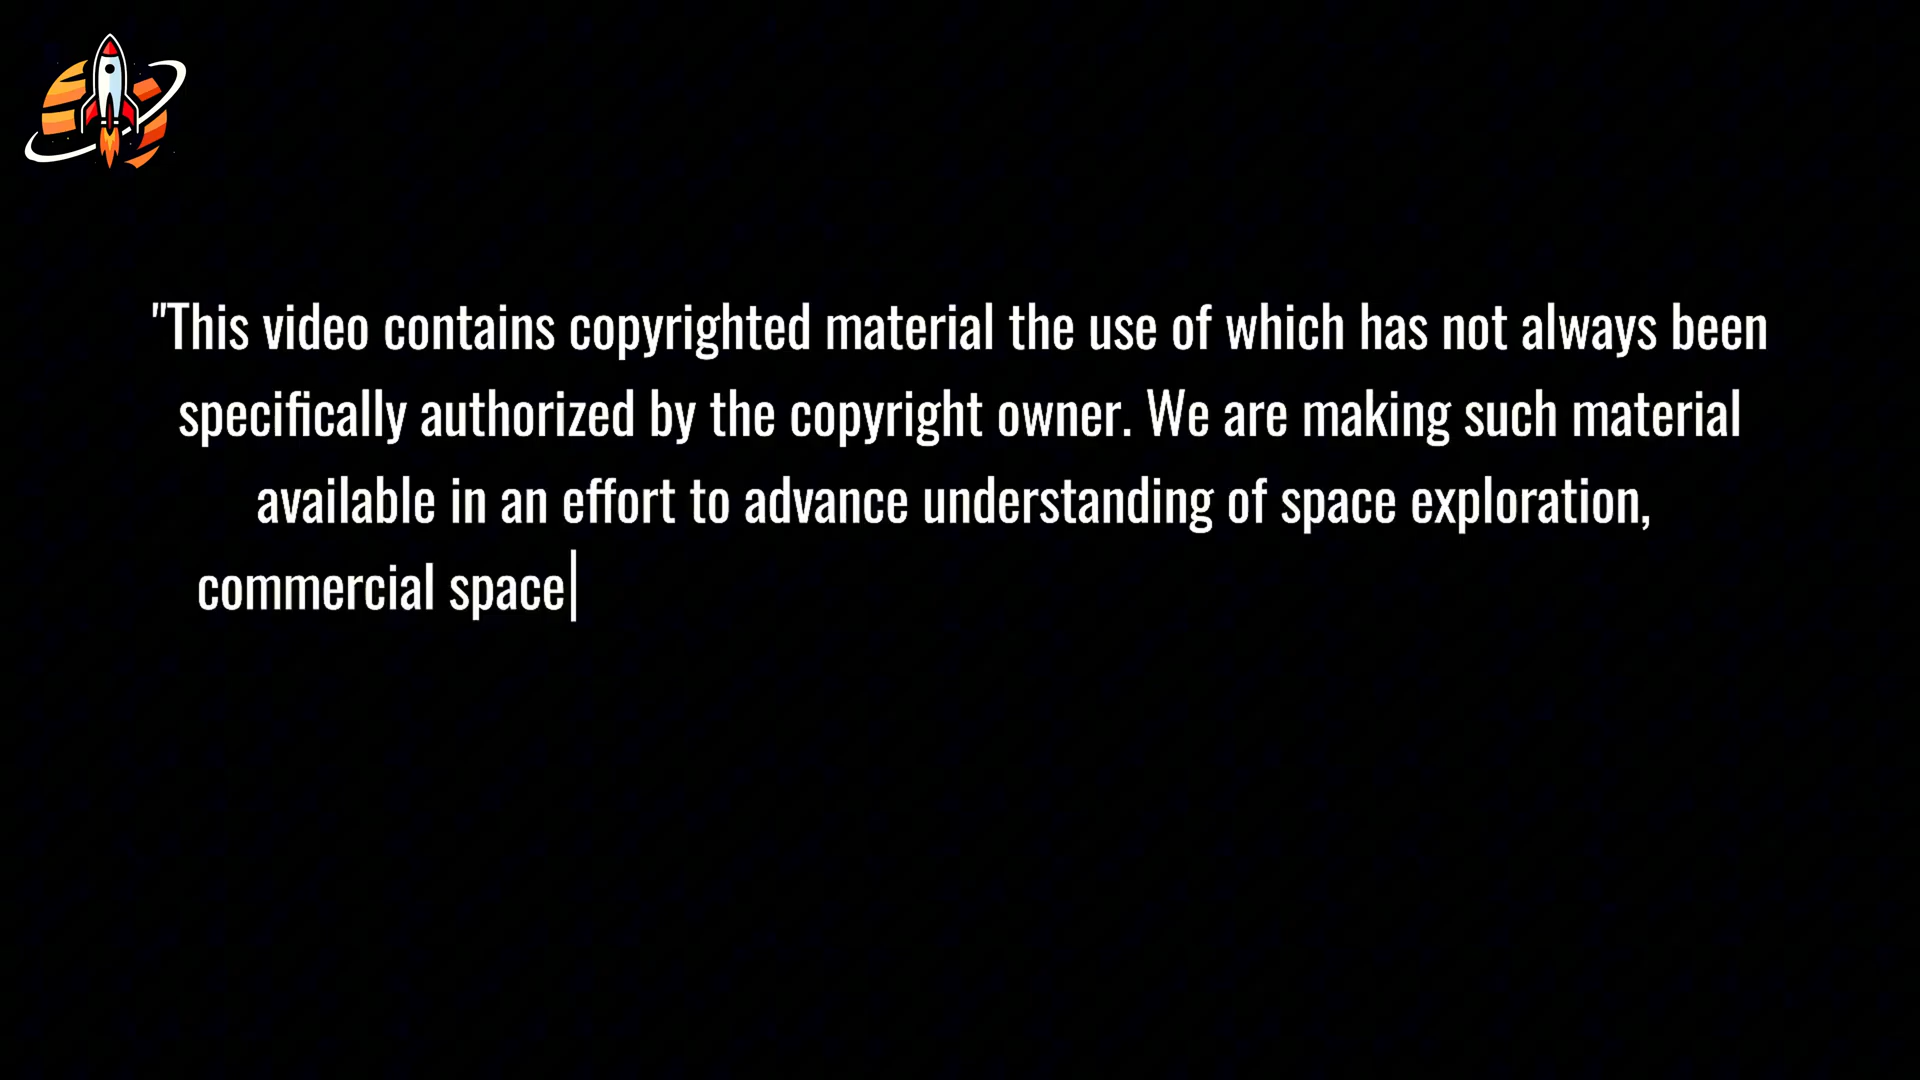 "This video contains copyrighted material the use of which has not always been
specifically authorized by the copyright owner. We are making such material
available in an effort to advance understanding of space exploration,
commercial space